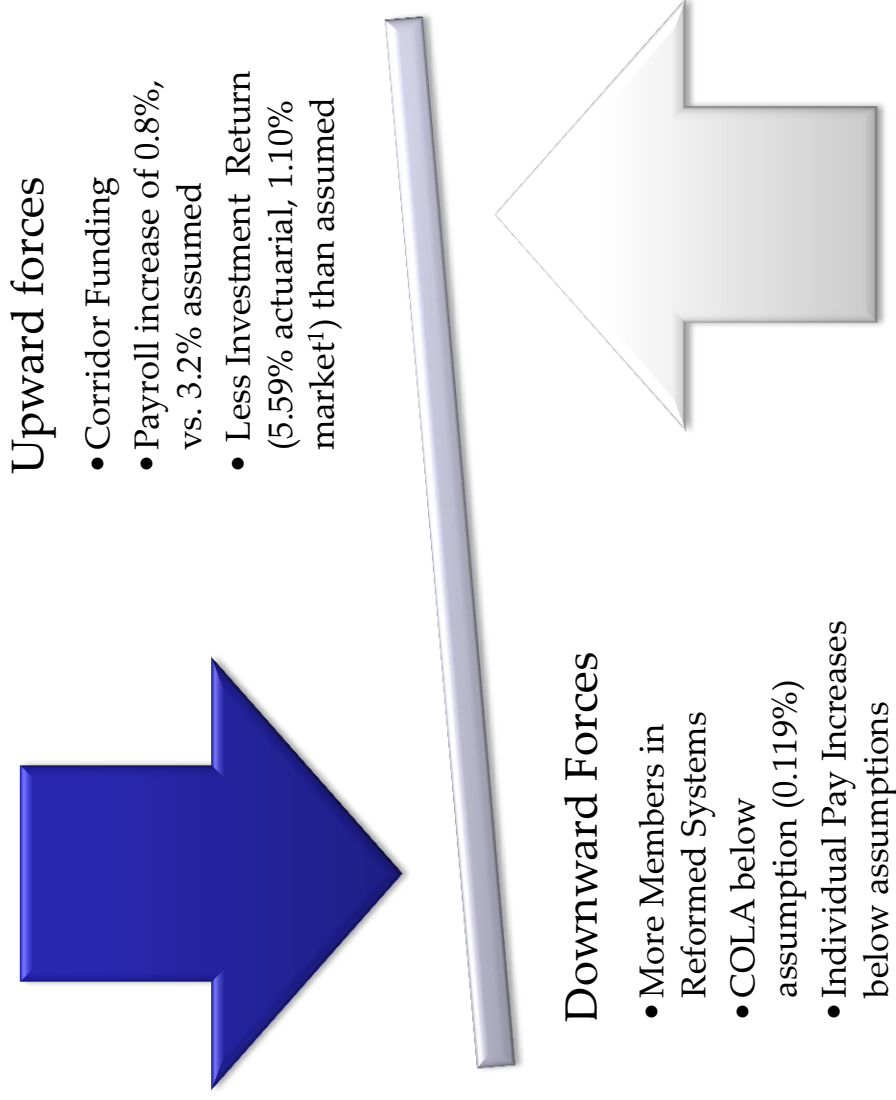 Upward forces
•Corridor Funding
•Payroll increase of 0.8%,
vs. 3.2% assumed
• Less Investment Return
(5.59% actuarial, 1.10%
market¹) than assumed
Downward Forces
•More Members in
Reformed Systems
•COLA below
assumption (0.119%)
•Individual Pay Increases
below assumptions